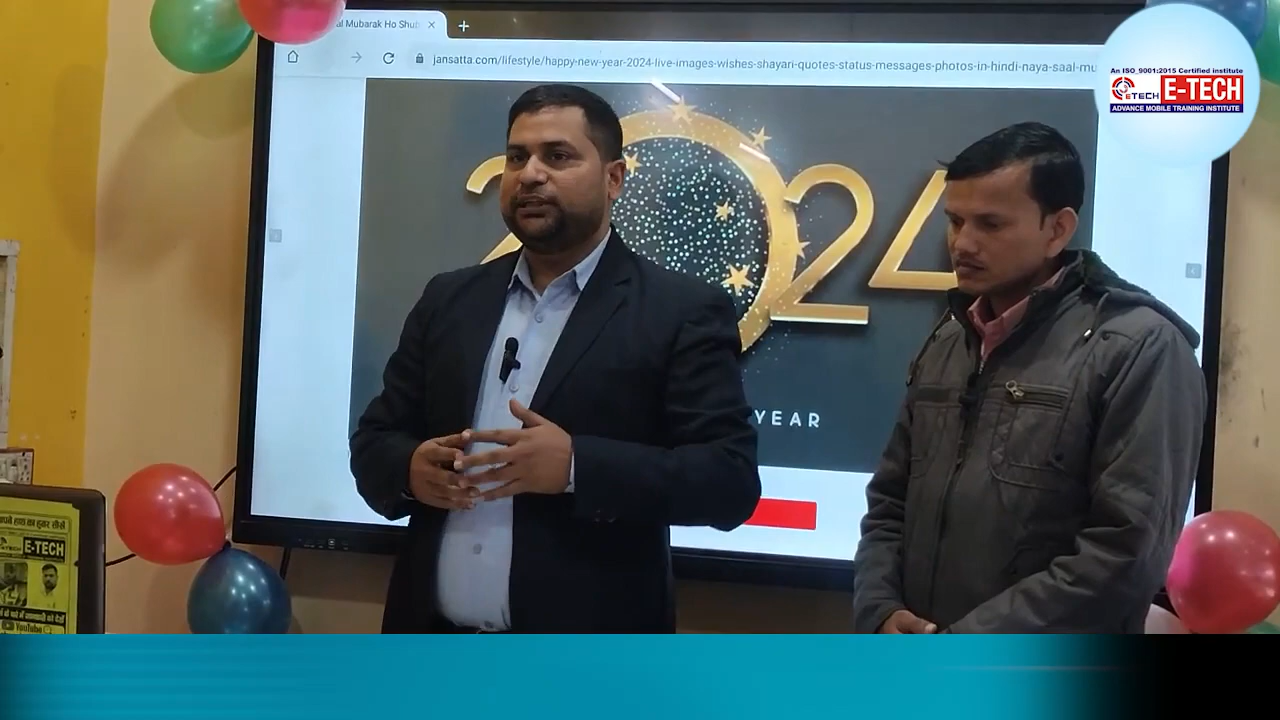 al Mubarak Ho Shub
jansatta.com/lifestyle/happy-new-year-2024-live-images-wishes-shayari-quotes-status-messages-photos-in-hindi-naya-saal-mu
An ISO 9001:2015 Certified institute
ETECH E-TECH
ADVANCE MOBILE TRAINING INSTITUTE
2024
YEAR
E-TECH
YouTube